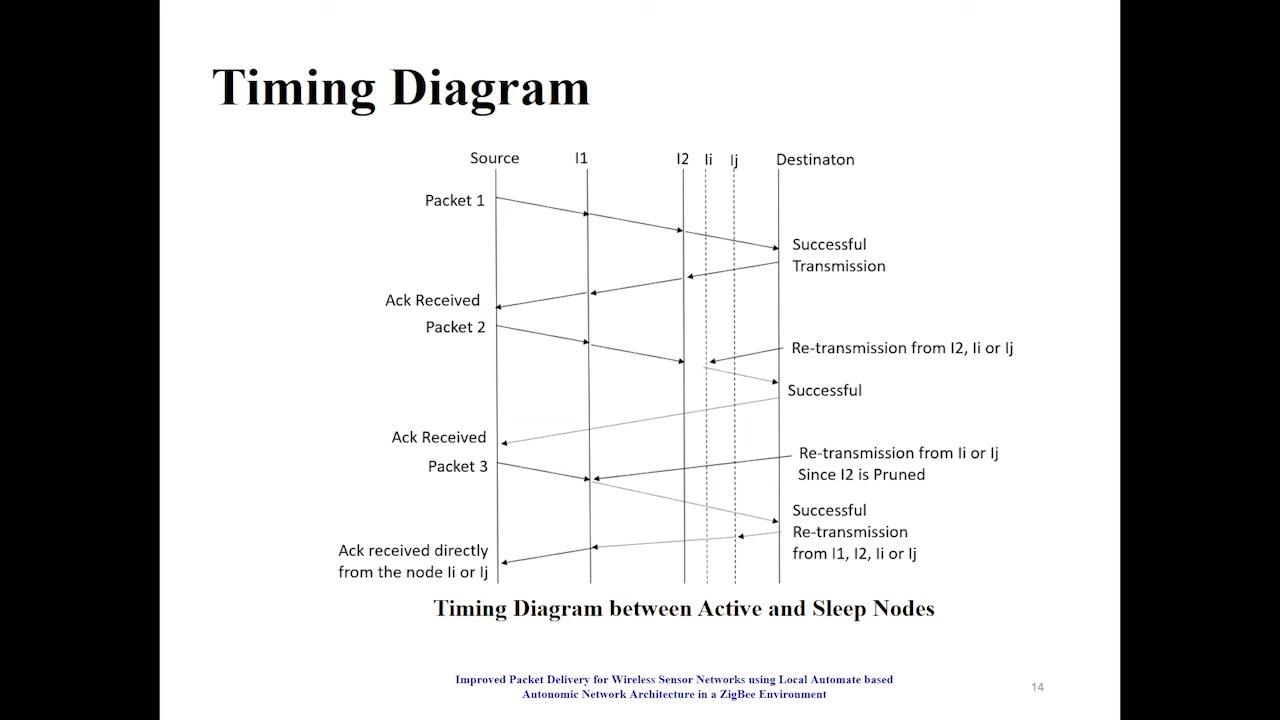 Timing Diagram
Source I1 I2 Ii Ij Destinaton
Packet 1
Successful
Transmission
Ack Received
Packet 2
Re-transmission from I2, Ii or Ij
Successful
Ack Received
Packet 3
Re-transmission from Ii or Ij
Since I2 is Pruned
Successful
Re-transmission
from I1, I2, Ii or Ij
Ack received directly
from the node Ii or Ij
Timing Diagram between Active and Sleep Nodes
Improved Packet Delivery for Wireless Sensor Networks using Local Automate based
Autonomic Network Architecture in a ZigBee Environment
14